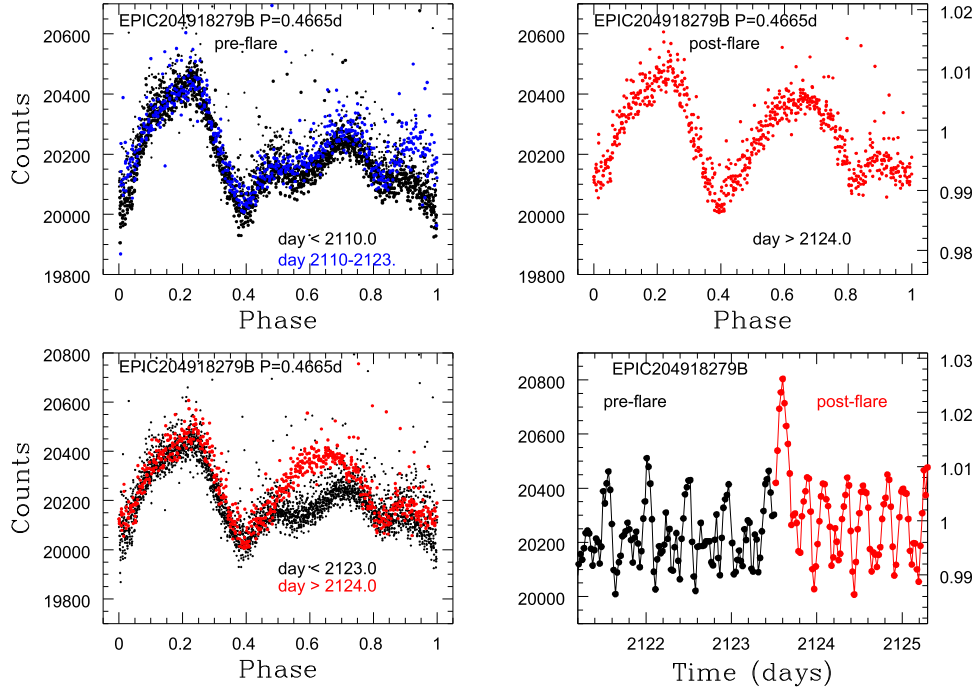 EPIC204918279B P=0.4665d
pre-flare
day < 2110.0
day 2110-2123.
20600
20400
20200
20000
19800
Counts
0 0.2 0.4 0.6 0.8 1
Phase
EPIC204918279B P=0.4665d
post-flare
day > 2124.0
20600
20400
20200
20000
19800
1.02
1.01
1
0.99
0.98
0 0.2 0.4 0.6 0.8 1
Phase
EPIC204918279B P=0.4665d
day < 2123.0
day > 2124.0
20800
20600
20400
20200
20000
19800
Counts
0 0.2 0.4 0.6 0.8 1
Phase
EPIC204918279B
pre-flare
post-flare
20800
20600
20400
20200
20000
1.03
1.02
1.01
1
0.99
2122 2123 2124 2125
Time (days)